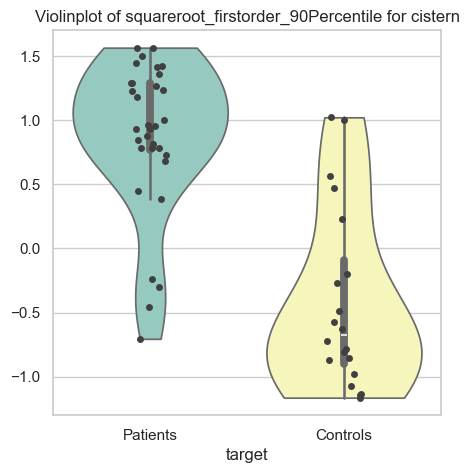 Violinplot of squareroot_firstorder_90Percentile for cistern
1.5
1.0
0.5
0.0
−0.5
−1.0
Patients
Controls
target